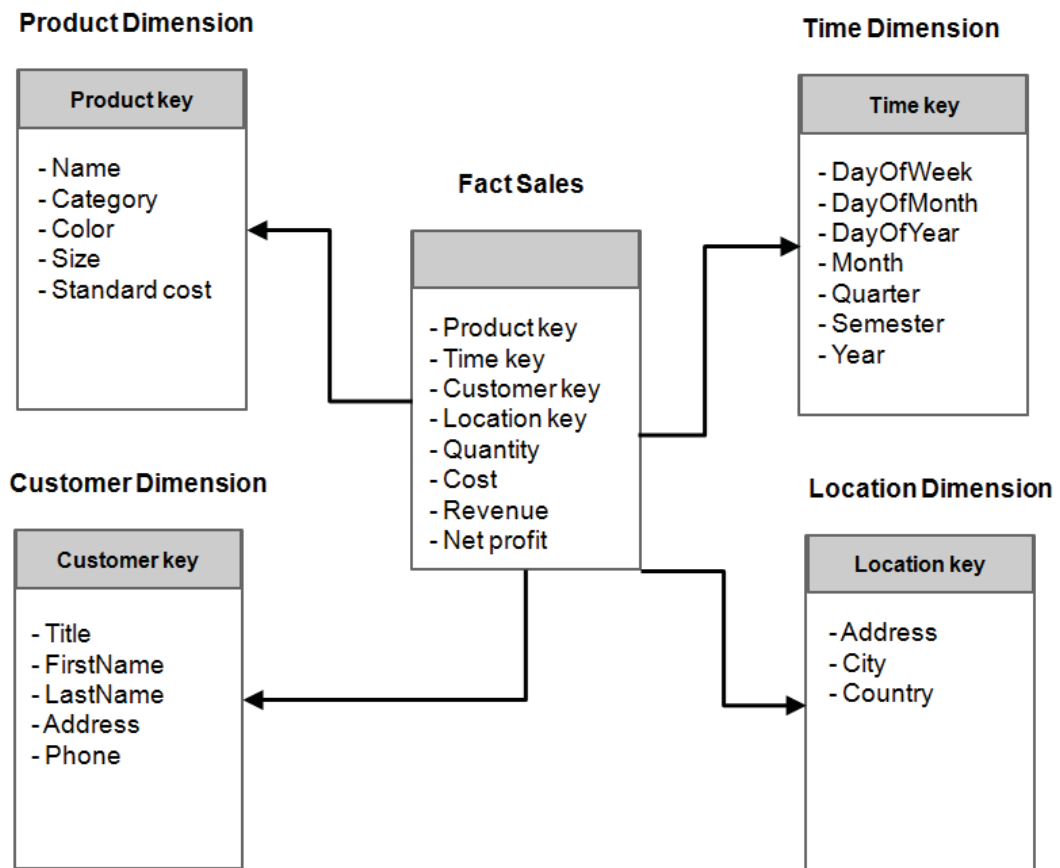 Product Dimension
Product key
- Name
- Category
- Color
- Size
- Standard cost
Time Dimension
Time key
- DayOfWeek
- DayOfMonth
- DayOfYear
- Month
- Quarter
- Semester
- Year
Fact Sales
- Product key
- Time key
- Customer key
- Location key
- Quantity
- Cost
- Revenue
- Net profit
Customer Dimension
Customer key
- Title
- FirstName
- LastName
- Address
- Phone
Location Dimension
Location key
- Address
- City
- Country